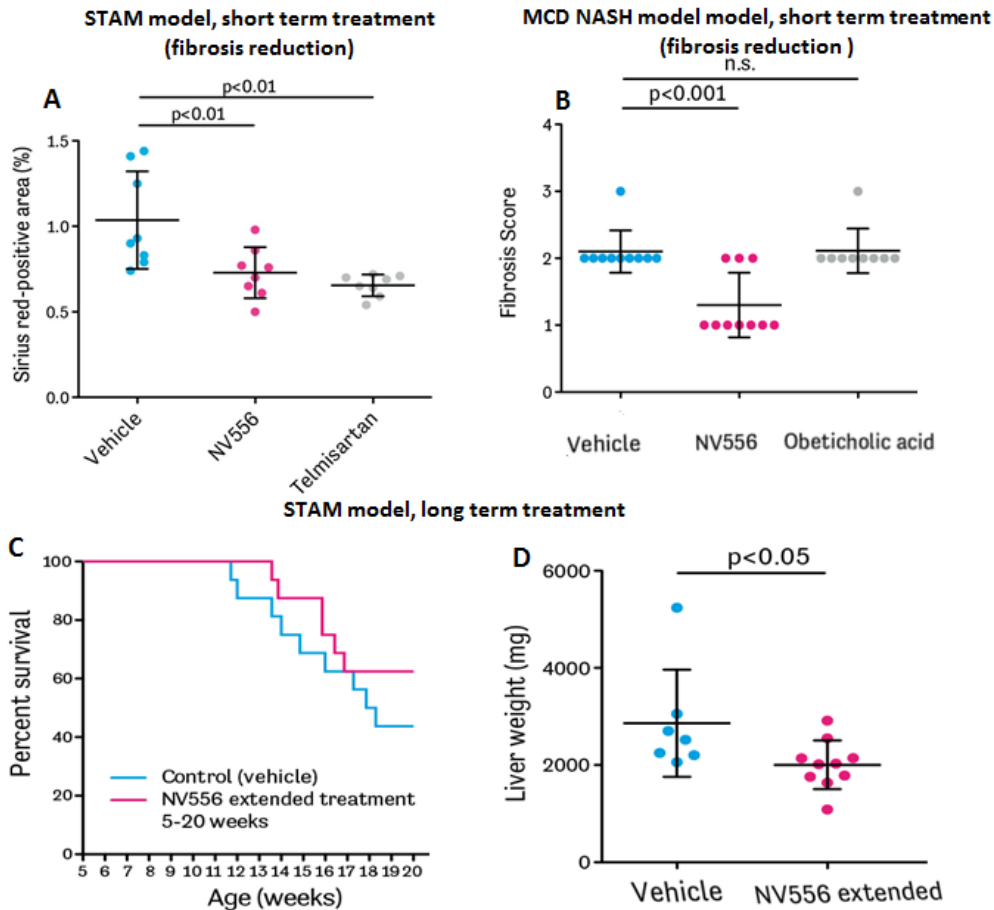 STAM model, short term treatment
(fibrosis reduction)
A
p<0.01
p<0.01
Sirius red-positive area (%)
1.5
1.0
0.5
0.0
Vehicle
NV556
Telmisartan
MCD NASH model model, short treatment
(fibrosis reduction )
B
n.s.
p<0.001
Fibrosis Score
4
3
2
1
0
Vehicle
NV556
Obeticholic acid
STAM model, long term treatment
C
Percent survival
100
80
60
40
20
0
Control (vehicle)
NV556 extended treatment
5-20 weeks
5 6 7 8 9 10 11 12 13 14 15 16 17 18 19 20
Age (weeks)
D
p<0.05
Liver weight (mg)
6000
4000
2000
0
Vehicle
NV556 extended